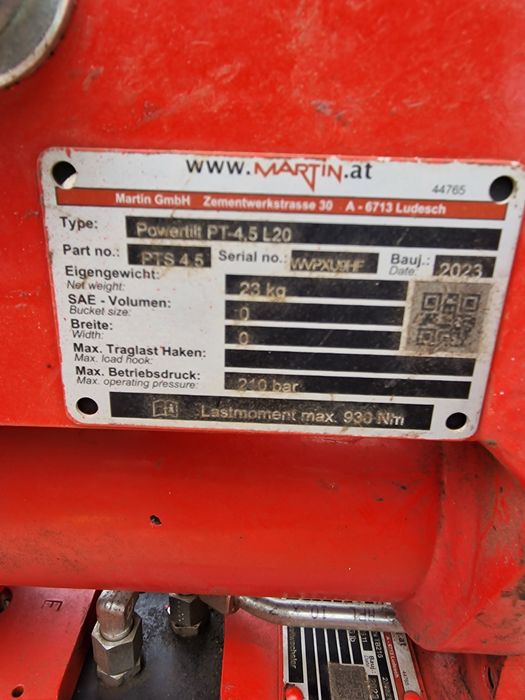 www.MARTIN.at
44765
Martin GmbH Zementwerkstrasse 30 A - 6713 Ludesch
Type: Powertilt PT-4,5 L20
Part no.: PTS 4.5 Serial no.: WVPXU9HF Bauj.: 2023
Date:
Eigengewicht: 23 kg
Net weight:
SAE - Volumen: 0
Bucket size:
Breite: 0
Width:
Max. Traglast Haken:
Max. load hook:
Max. Betriebsdruck: 210 bar
Max. operating pressure:
Lastmoment max. 930 Nm